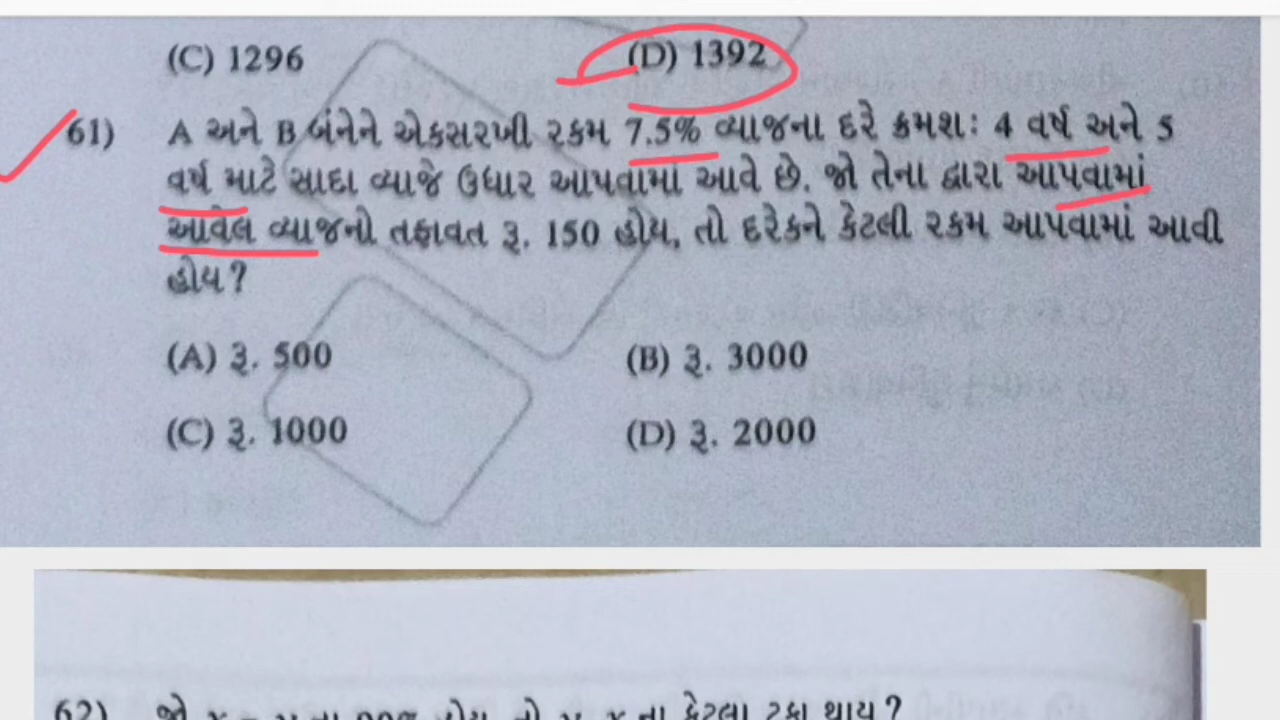 (C) 1296 (D) 1392
61) A અને B બંનેને એકસરખી રકમ 7.5% વ્યાજના દરે ક્રમશઃ 4 વર્ષ અને 5
વર્ષ માટે સાદા વ્યાજે ઉધાર આપવામાં આવે છે. જો તેના દ્વારા આપવામાં
આવેલ વ્યાજનો તફાવત રૂ. 150 હોય, તો દરેકને કેટલી રકમ આપવામાં આવી
હોય?
(A) રૂ. 500 (B) રૂ. 3000
(C) રૂ. 1000 (D) રૂ. 2000
62) જો x